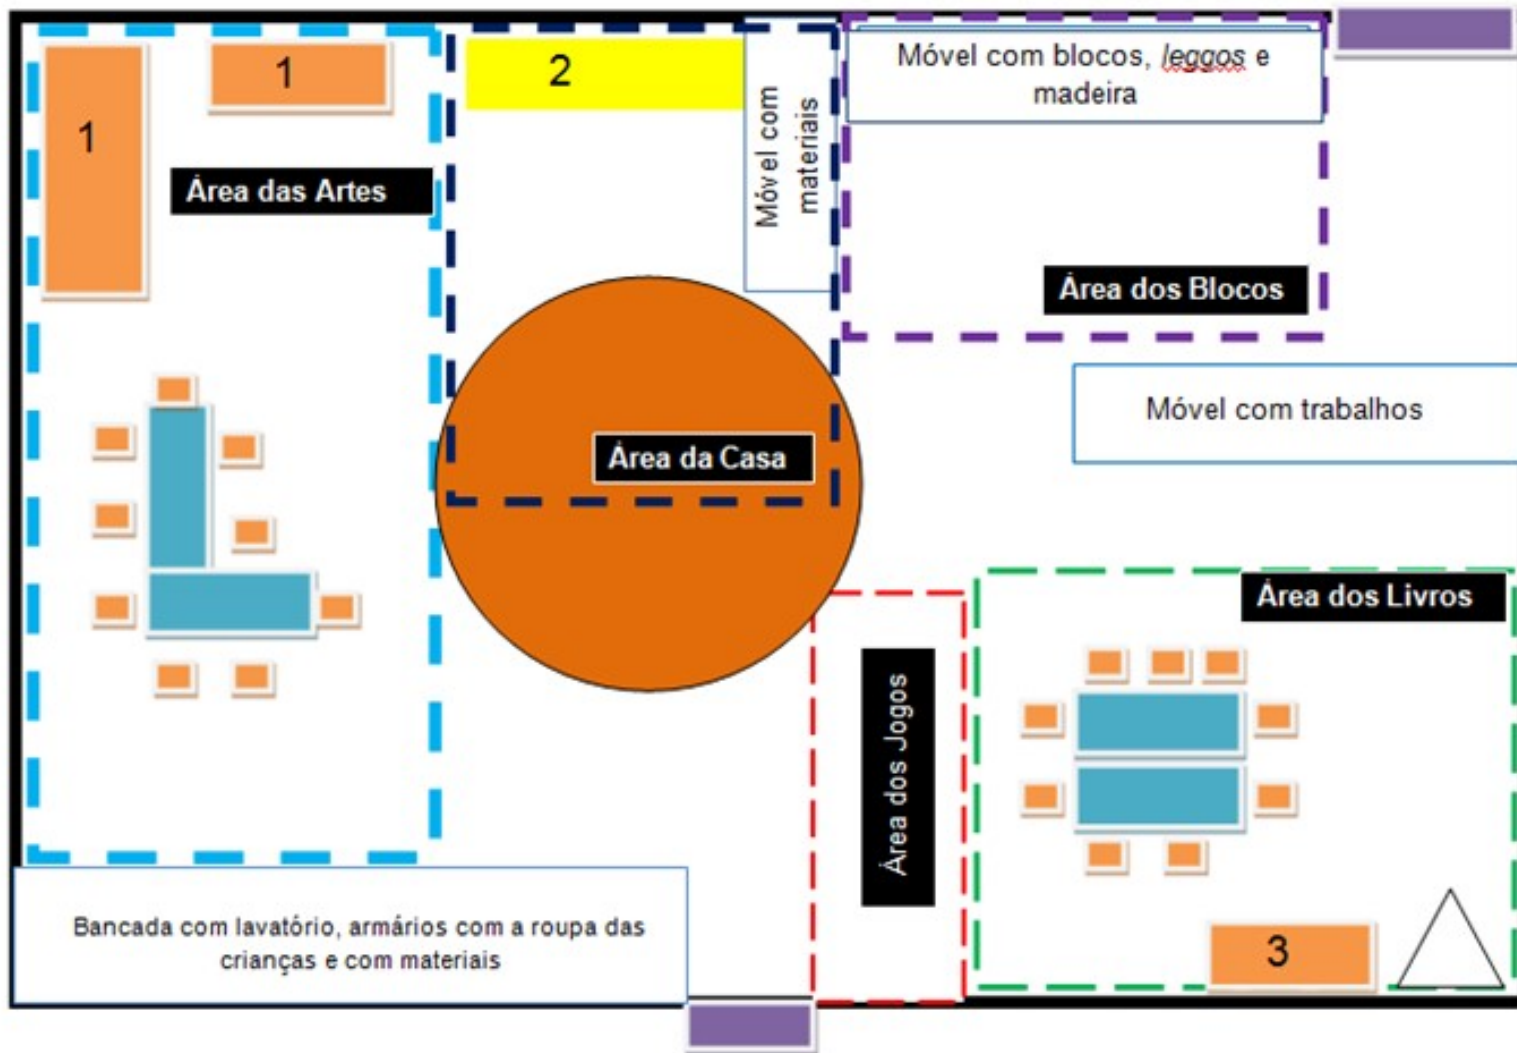 1
1
2
Móvel com
materiais
Móvel com blocos, leggos e
madeira
Área das Artes
Área dos Blocos
Móvel com trabalhos
Área da Casa
Área dos Livros
Área dos Jogos
Bancada com lavatório, armários com a roupa das
crianças e com materiais
3